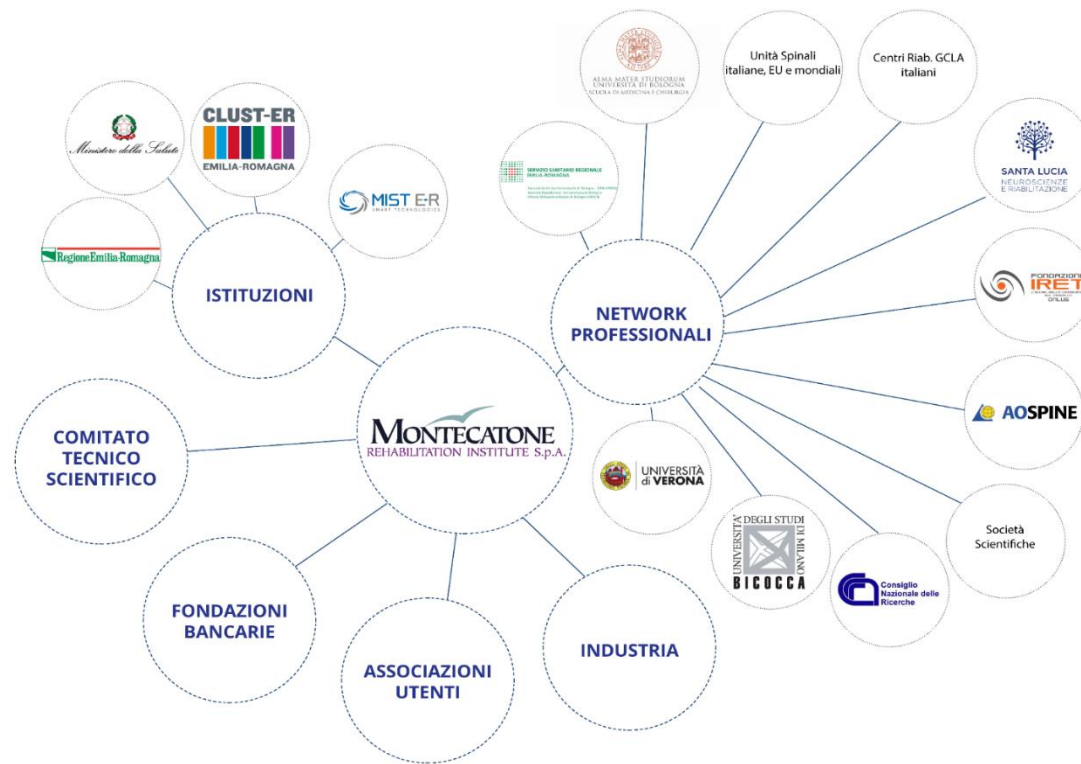 ALMA MATER STUDIORUM
UNIVERSITÀ DI BOLOGNA
SCUOLA DI MEDICINA E CHIRURGIA
Unità Spinali
italiane, EU e mondiali
Centri Riab. GCLA
italiani
Ministero della Salute
CLUST-ER
EMILIA-ROMAGNA
MIST E-R
SMART TECHNOLOGIES
RegioneEmilia-Romagna
SERVIZIO SANITARIO REGIONALE
EMILIA-ROMAGNA
SANTA LUCIA
NEUROSCIENZE
E RIABILITAZIONE
FONDAZIONE
IRET
ONLUS
ISTITUZIONI
NETWORK
PROFESSIONALI
MONTECATONE
REHABILITATION INSTITUTE S.p.A.
AOSPINE
COMITATO
TECNICO
SCIENTIFICO
UNIVERSITÀ
di VERONA
UNIVERSITA' DEGLI STUDI DI MILANO
BICOCCA
Società
Scientifiche
Consiglio
Nazionale delle
Ricerche
FONDAZIONI
BANCARIE
ASSOCIAZIONI
UTENTI
INDUSTRIA